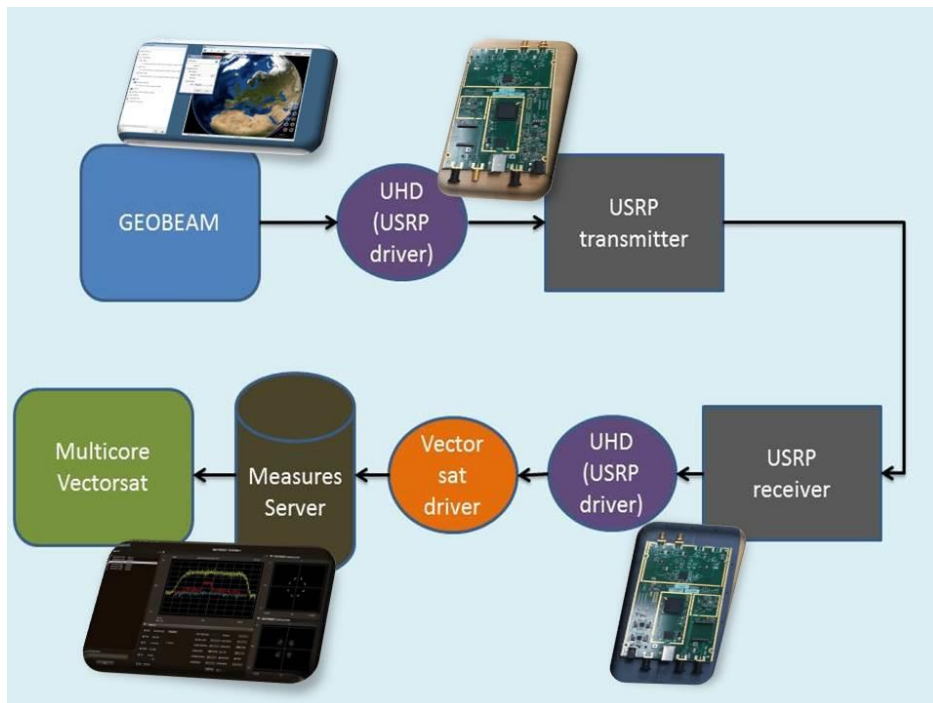 GEOBEAM
UHD
(USRP
driver)
USRP
transmitter
Multicore
Vectorsat
Measures
Server
Vector
sat
driver
UHD
(USRP
driver)
USRP
receiver